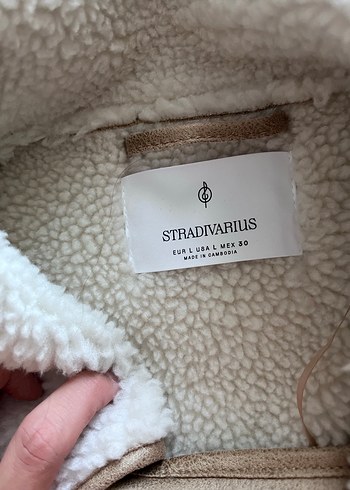 STRADIVARIUS
EUR L USA L MEX 30
MADE IN CAMBODIA